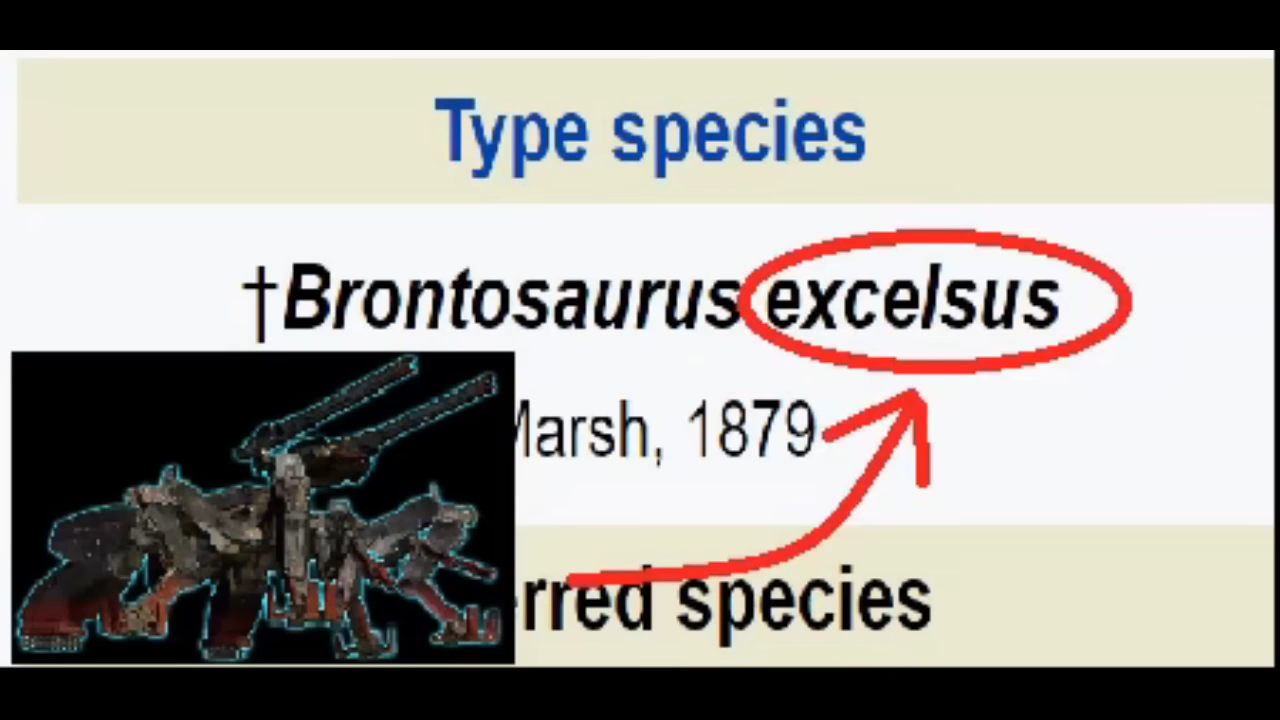 Type species
†Brontosaurus excelsus
Marsh, 1879
rred species